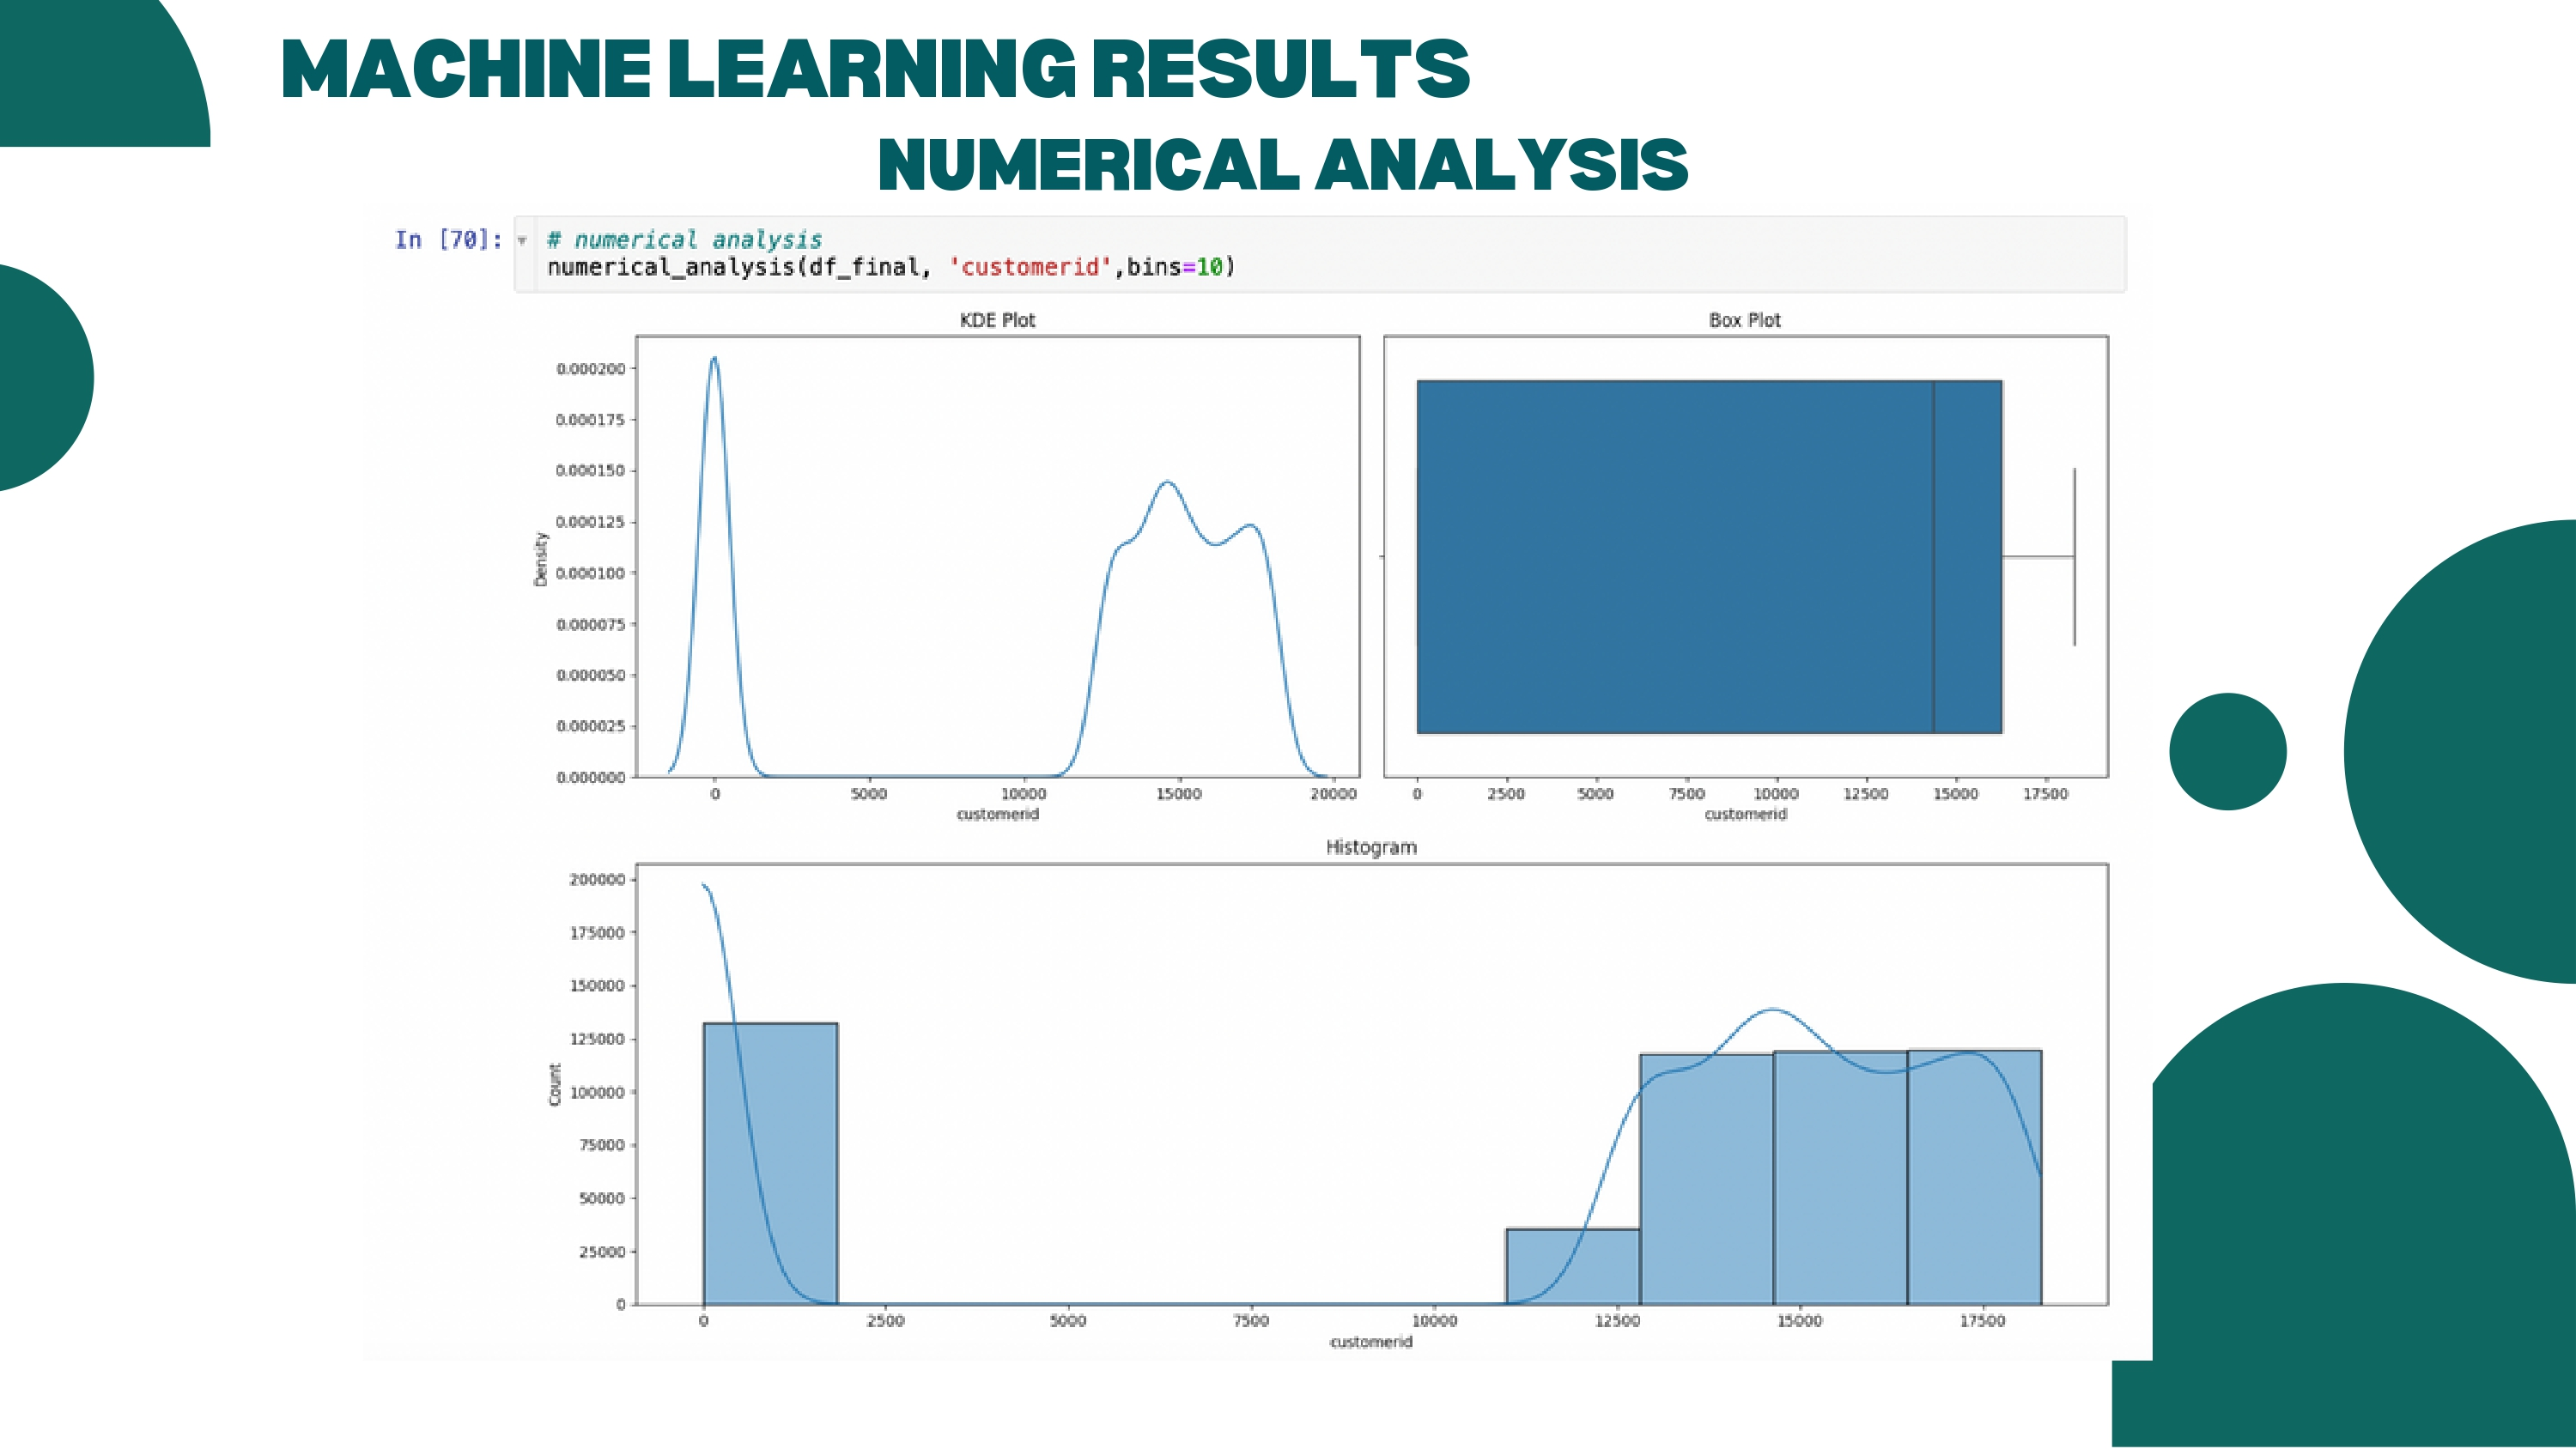 MACHINE LEARNING RESULTS
NUMERICAL ANALYSIS
In [70]:
# numerical analysis
numerical_analysis(df_final, 'customerid',bins=10)
KDE Plot
0.000200
0.000175
0.000150
0.000125
0.000100
0.000075
0.000050
0.000025
0.000000
Density
0 5000 10000 15000 20000
customerid
Box Plot
0 2500 5000 7500 10000 12500 15000 17500
customerid
Histogram
200000
175000
150000
125000
100000
75000
50000
25000
0
Count
0 2500 5000 7500 10000 12500 15000 17500
customerid